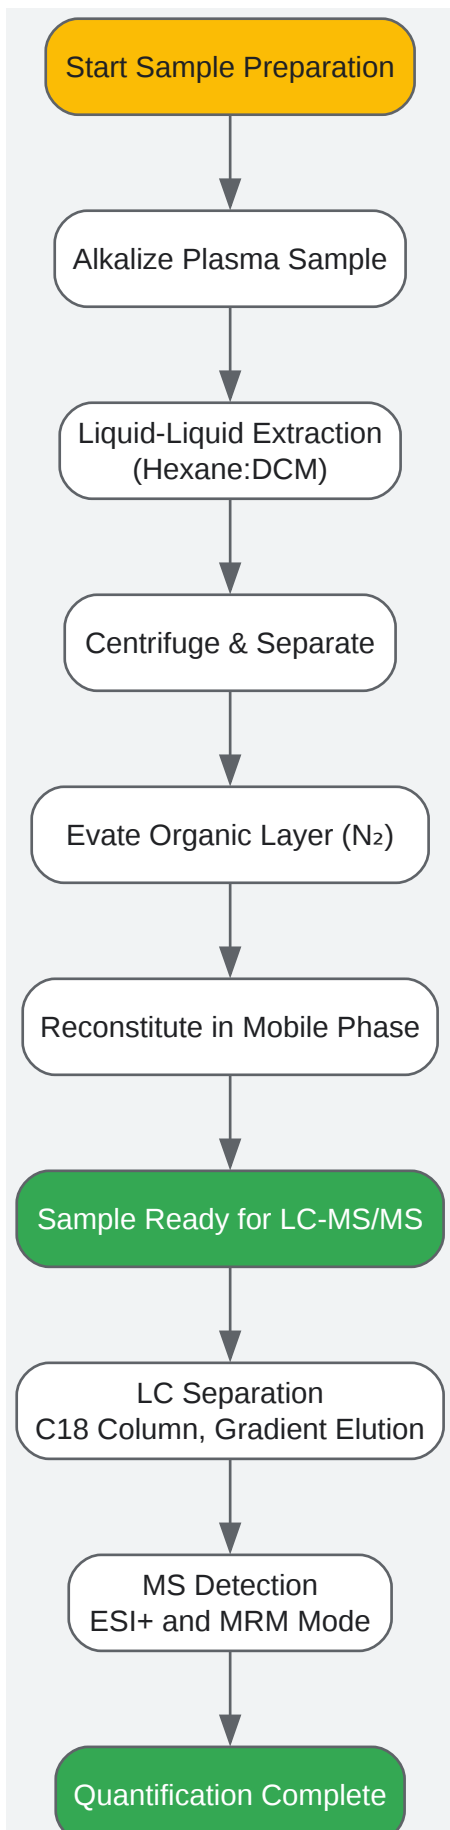 Start Sample Preparation
Alkalize Plasma Sample
Liquid-Liquid Extraction
(Hexane:DCM)
Centrifuge & Separate
Evate Organic Layer (N₂)
Reconstitute in Mobile Phase
Sample Ready for LC-MS/MS
LC Separation
C18 Column, Gradient Elution
MS Detection
ESI+ and MRM Mode
Quantification Complete